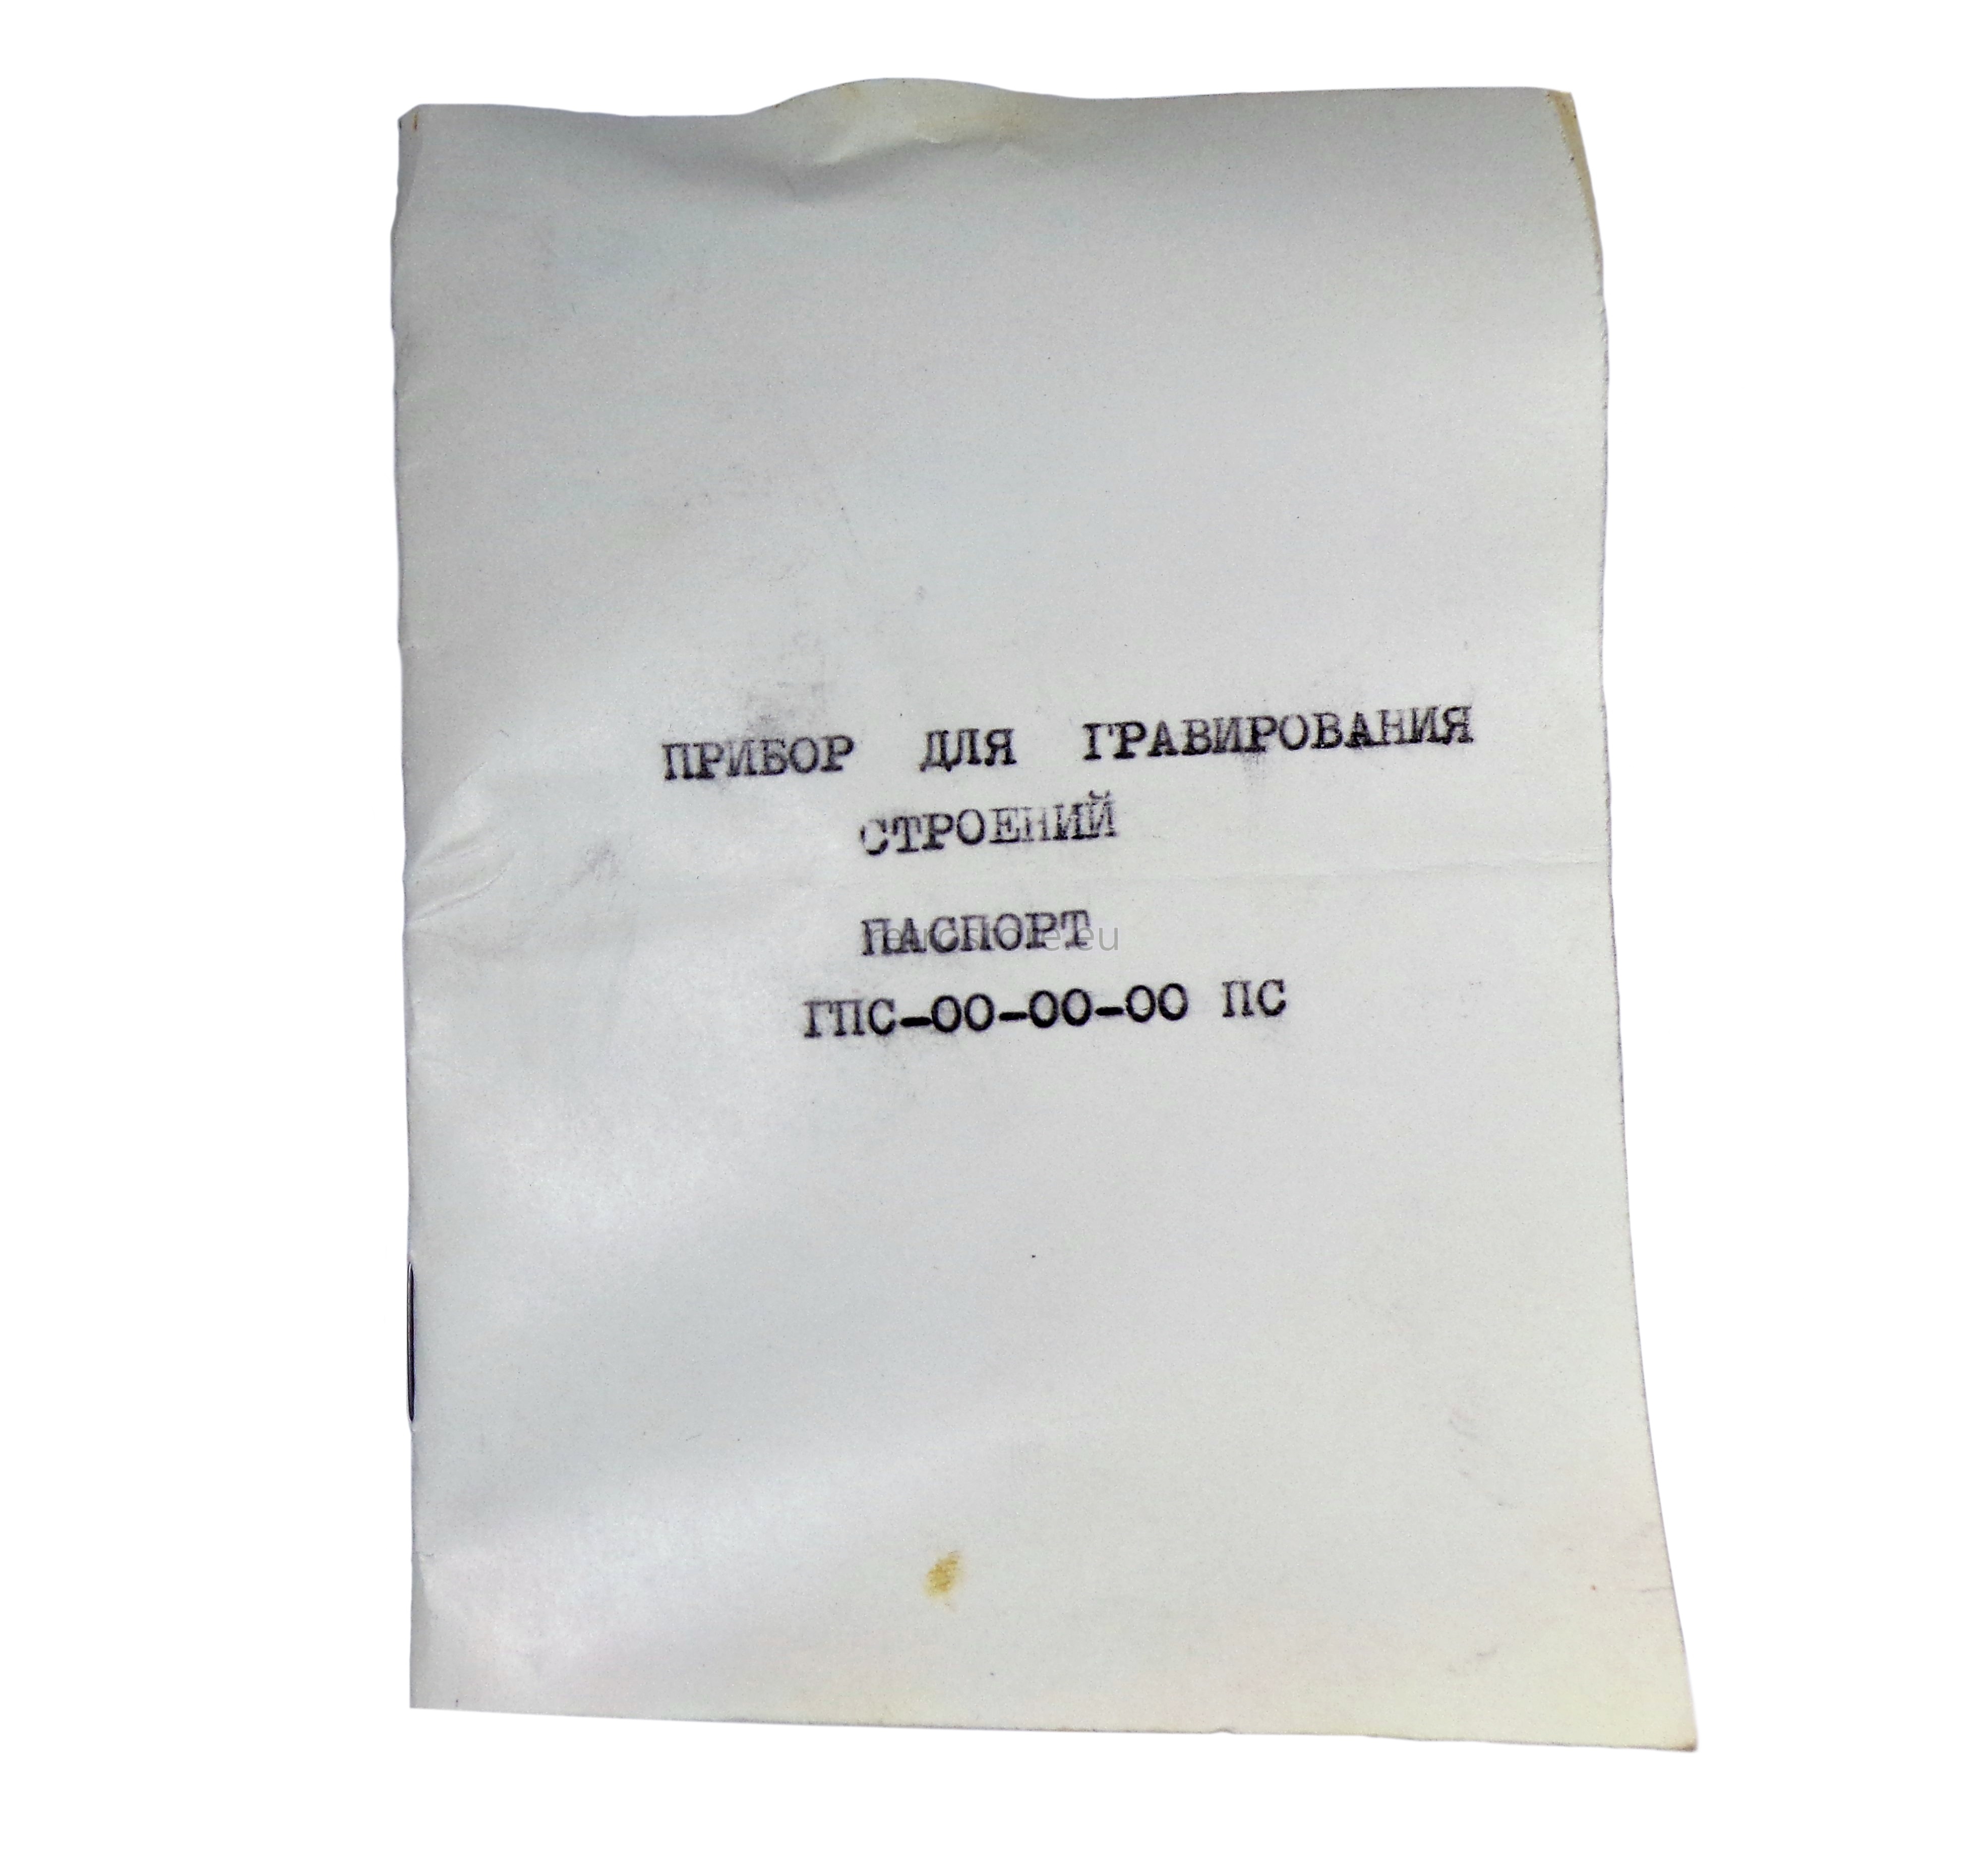 ПРИБОР ДЛЯ ГРАВИРОВАНИЯ
СТРОЕНИЙ
ПАСПОРТ
ГПС-00-00-00 ПС